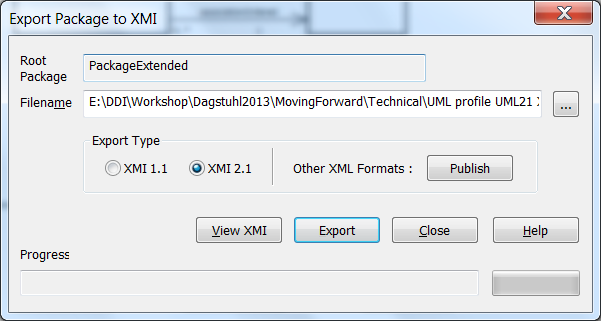 Export Package to XMI
Root
Package
PackageExtended
Filename
E:\DDI\Workshop\Dagstuhl2013\MovingForward\Technical\UML profile UML21
...
Export Type
XMI 1.1
XMI 2.1
Other XML Formats :
Publish
View XMI
Export
Close
Help
Progress